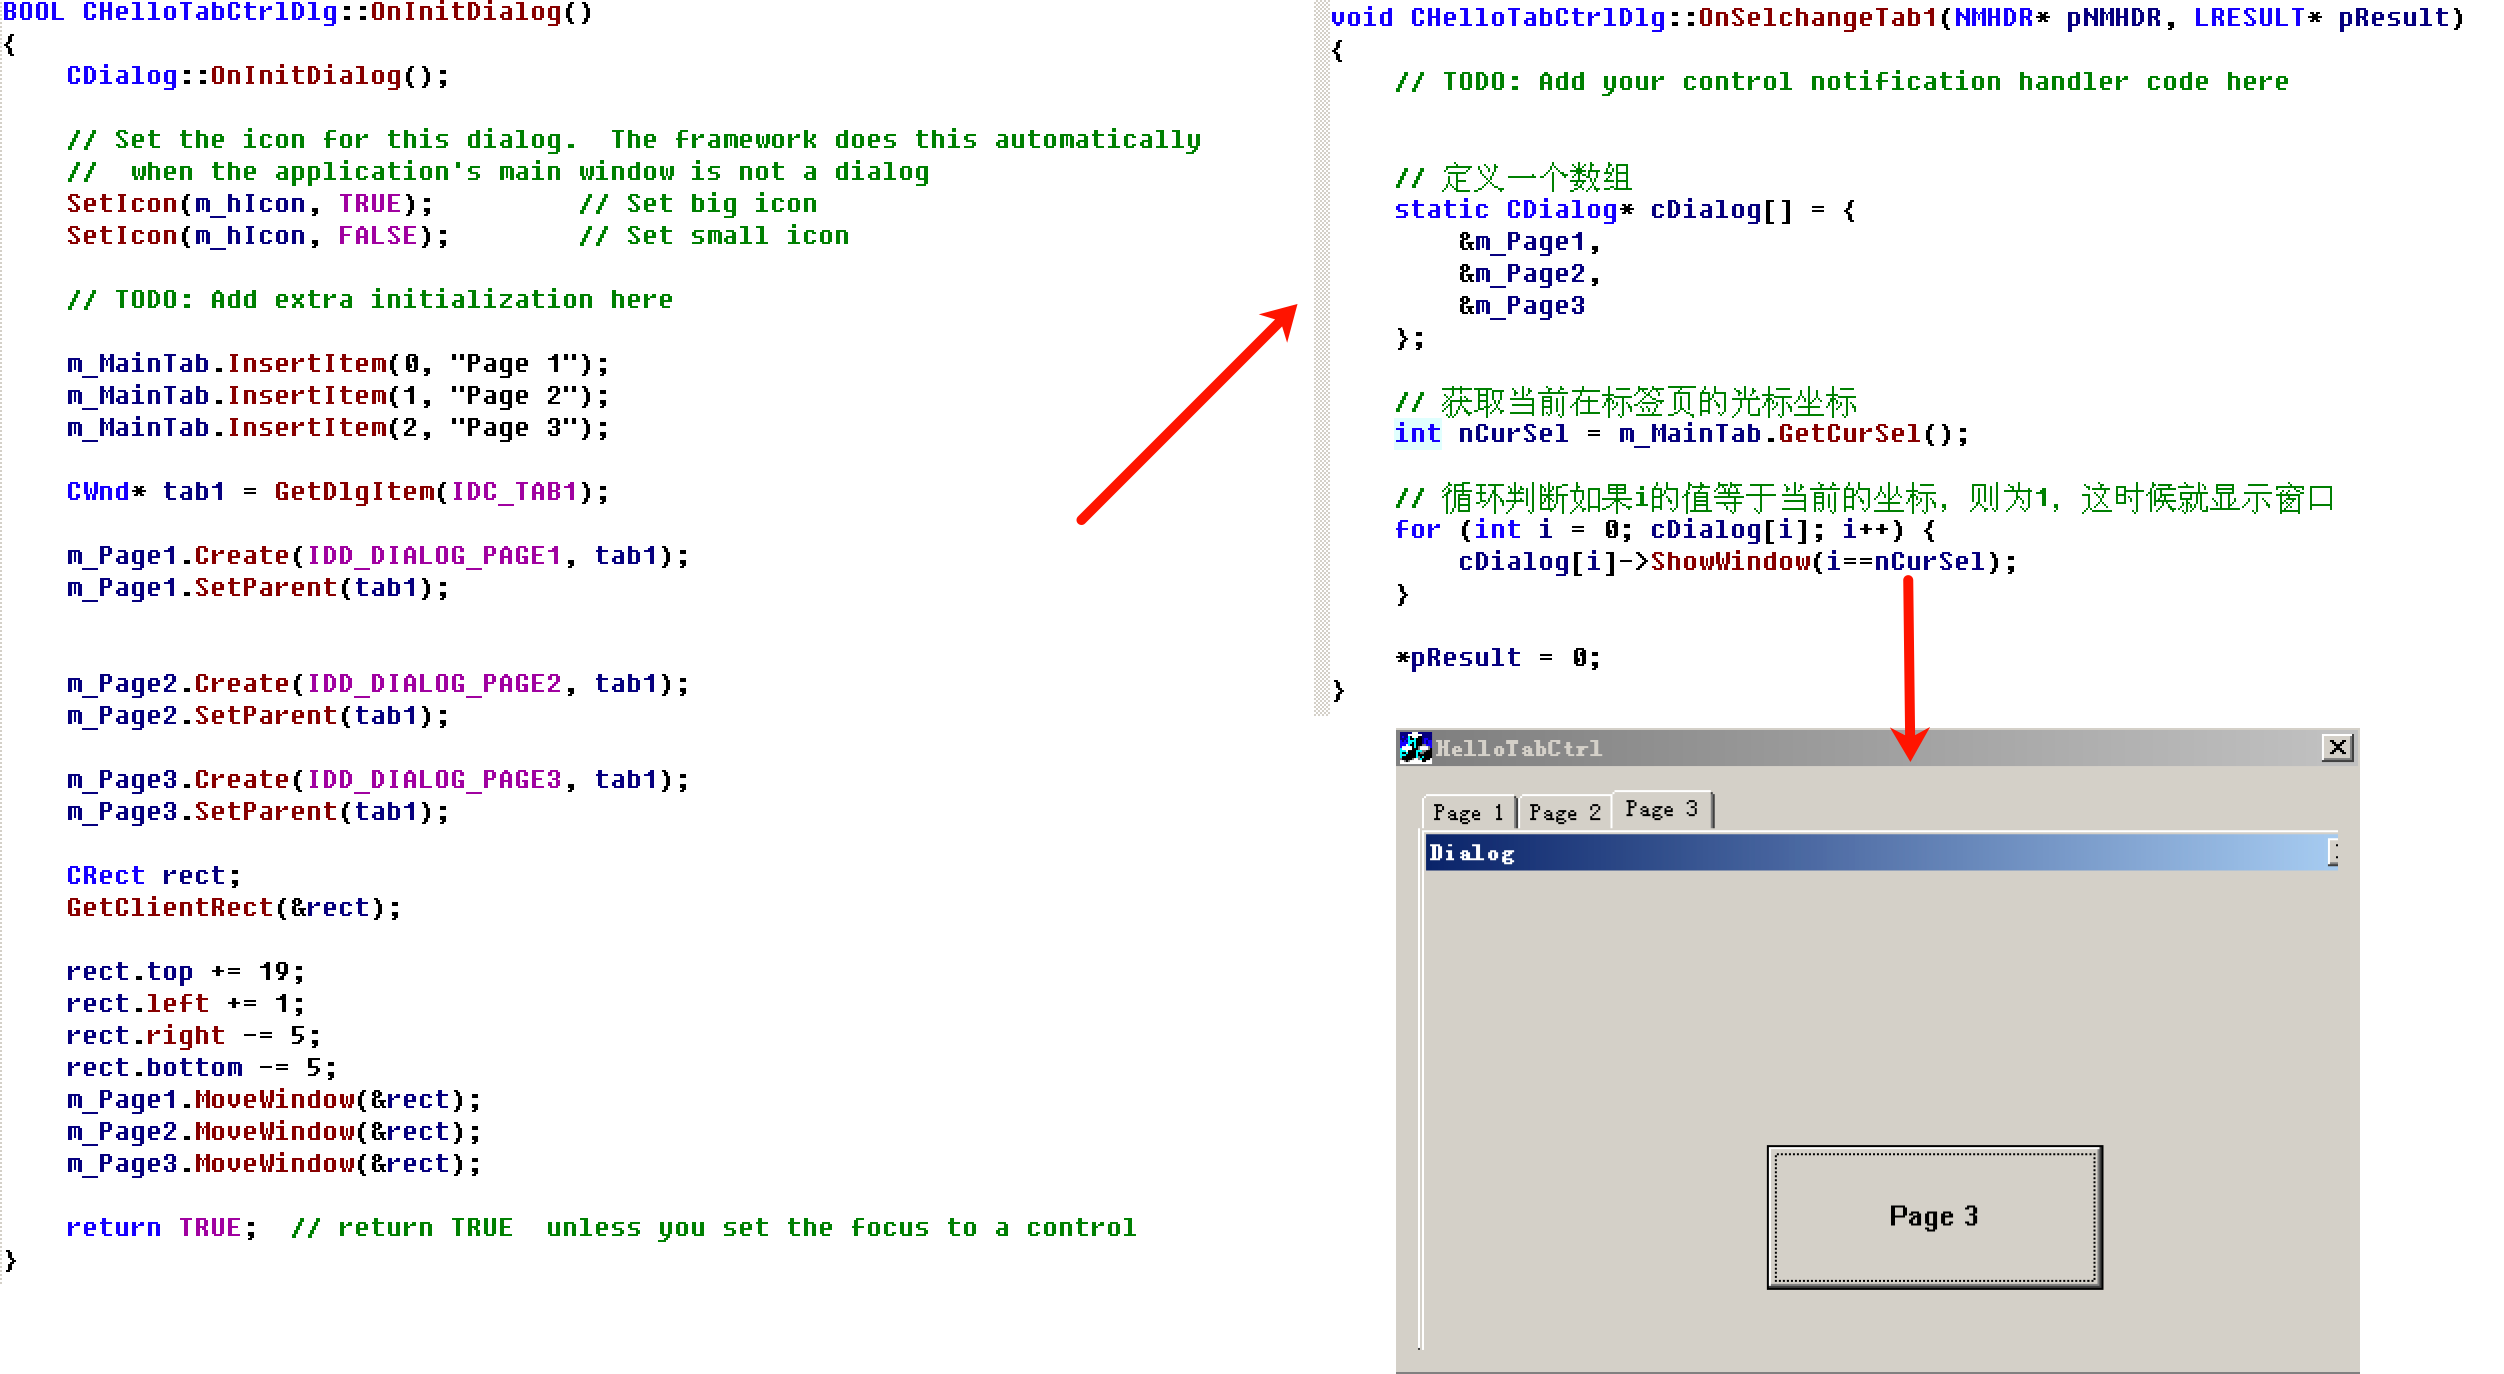 BOOL CHelloTabCtrlDlg::OnInitDialog()
{
CDialog::OnInitDialog();
// Set the icon for this dialog.  The framework does this automatically
//  when the application's main window is not a dialog
SetIcon(m_hIcon, TRUE);         // Set big icon
SetIcon(m_hIcon, FALSE);        // Set small icon
// TODO: Add extra initialization here
m_MainTab.InsertItem(0, "Page 1");
m_MainTab.InsertItem(1, "Page 2");
m_MainTab.InsertItem(2, "Page 3");
CWnd* tab1 = GetDlgItem(IDC_TAB1);
m_Page1.Create(IDD_DIALOG_PAGE1, tab1);
m_Page1.SetParent(tab1);
m_Page2.Create(IDD_DIALOG_PAGE2, tab1);
m_Page2.SetParent(tab1);
m_Page3.Create(IDD_DIALOG_PAGE3, tab1);
m_Page3.SetParent(tab1);
CRect rect;
GetClientRect(&rect);
rect.top += 19;
rect.left += 1;
rect.right -= 5;
rect.bottom -= 5;
m_Page1.MoveWindow(&rect);
m_Page2.MoveWindow(&rect);
m_Page3.MoveWindow(&rect);
return TRUE;  // return TRUE  unless you set the focus to a control
}
void CHelloTabCtrlDlg::OnSelchangeTab1(NMHDR* pNMHDR, LRESULT* pResult)
{
// TODO: Add your control notification handler code here
// 定义一个数组
static CDialog* cDialog[] = {
&m_Page1,
&m_Page2,
&m_Page3
};
// 获取当前在标签页的光标坐标
int nCurSel = m_MainTab.GetCurSel();
// 循环判断如果i的值等于当前的坐标，则为1，这时候就显示窗口
for (int i = 0; cDialog[i]; i++) {
cDialog[i]->ShowWindow(i==nCurSel);
}
*pResult = 0;
}
HelloTabCtrl
Page 1 Page 2 Page 3
Dialog
Page 3